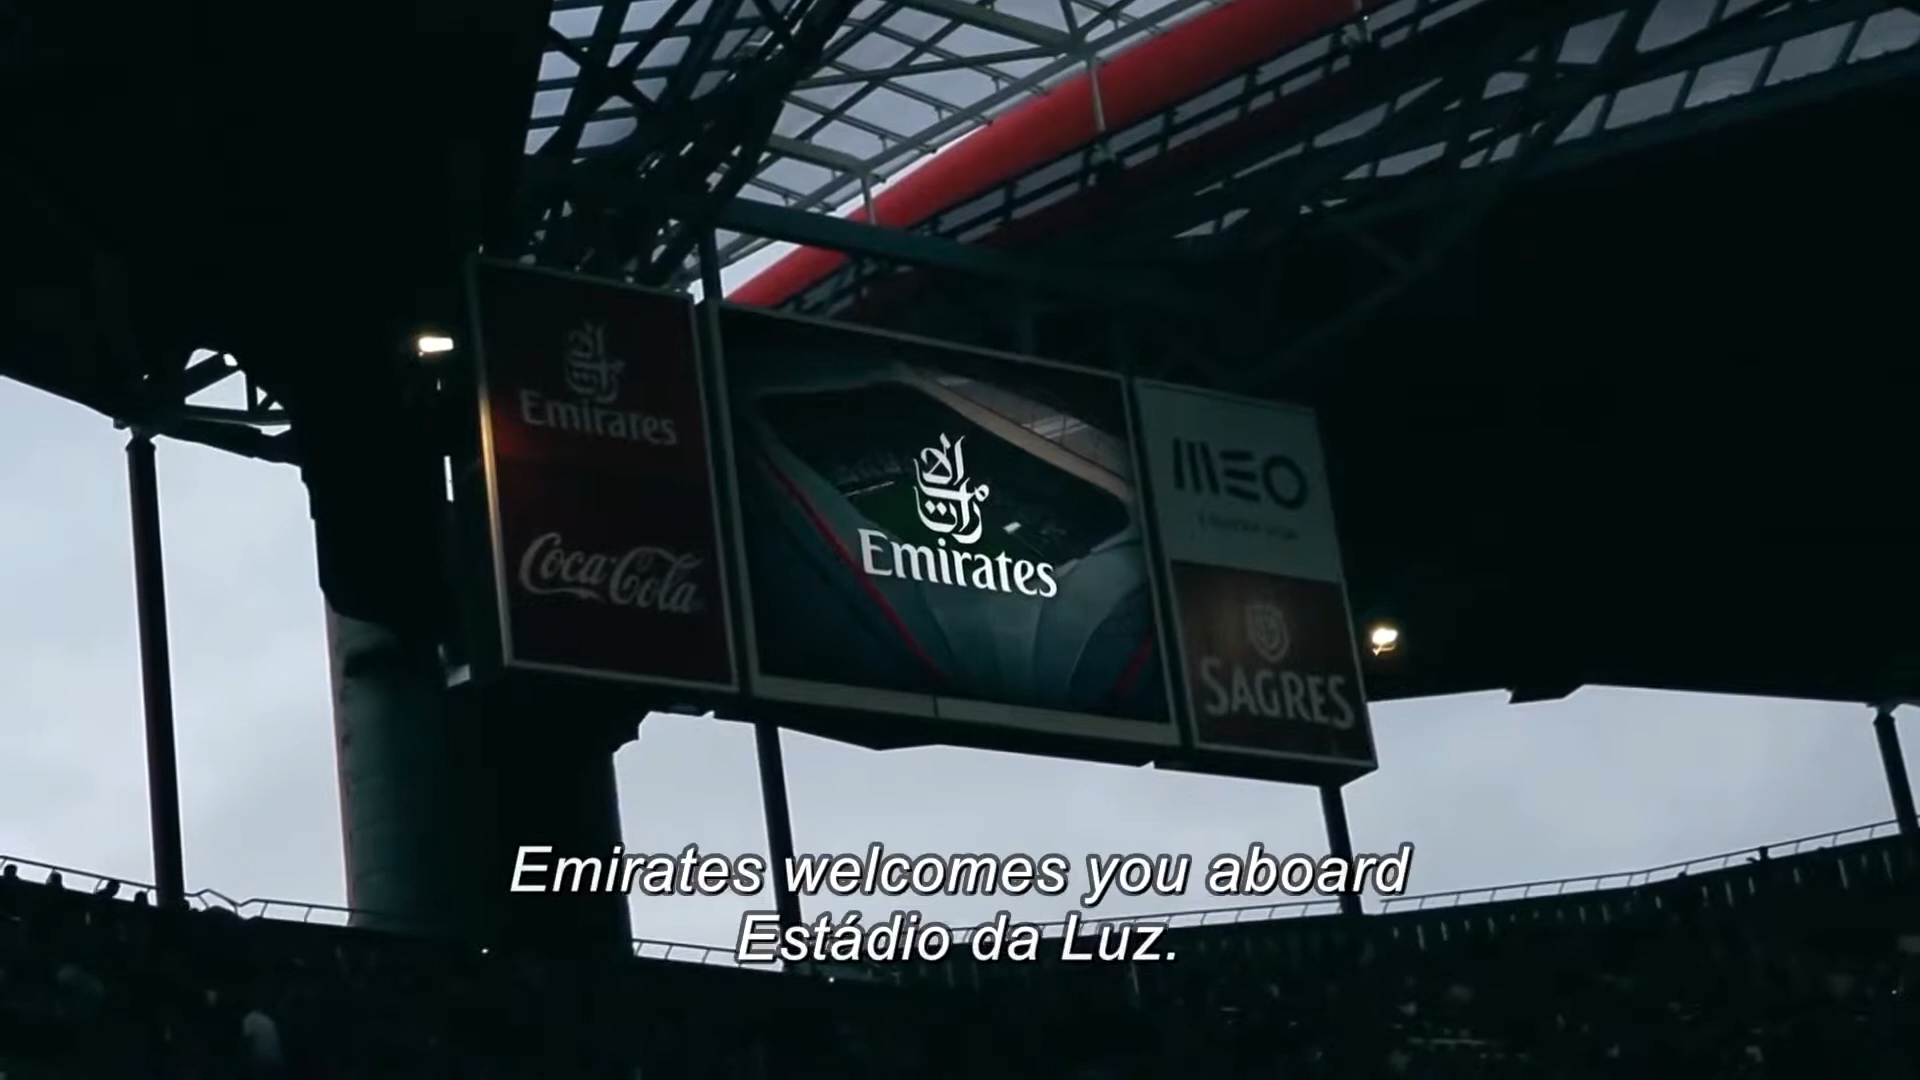 Emirates
Coca-Cola
Emirates
MEO
SAGRES
Emirates welcomes you aboard
Estádio da Luz.